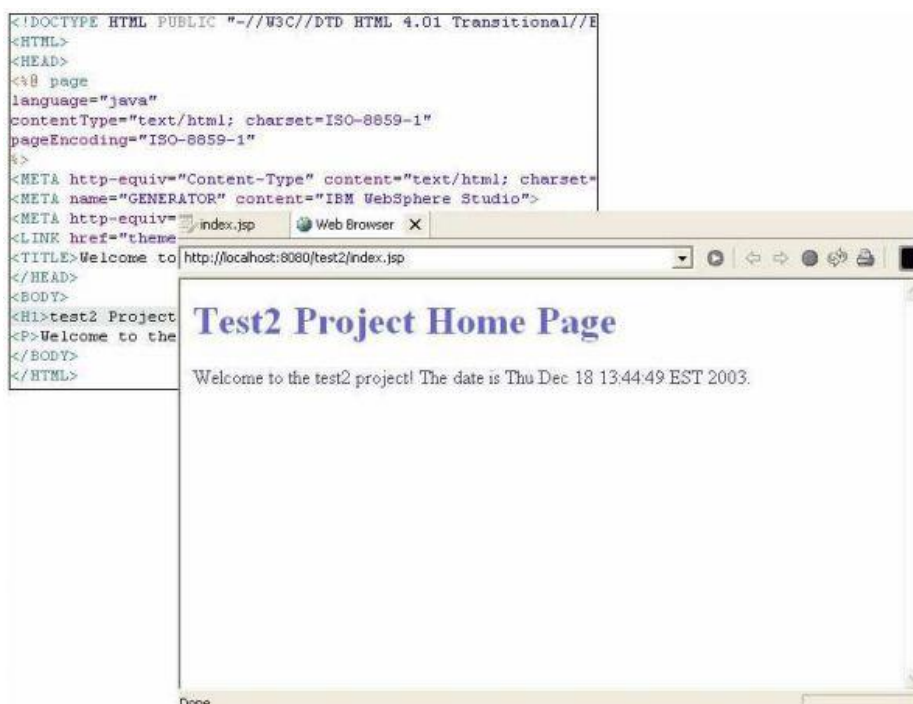 <!DOCTYPE HTML PUBLIC "-//W3C//DTD HTML 4.01 Transitional//E
<HTML>
<HEAD>
<%@ page
language="java"
contentType="text/html; charset=ISO-8859-1"
pageEncoding="ISO-8859-1"
%>
<META http-equiv="Content-Type" content="text/html; charset=
<META name="GENERATOR" content="IBM WebSphere Studio">
<META http-equiv=
<LINK href="theme
<TITLE>Welcome to
</HEAD>
<BODY>
<H1>test2 Project
<P>Welcome to the
</BODY>
</HTML>
index.jsp Web Browser
http://localhost:8080/test2/index.jsp
Test2 Project Home Page
Welcome to the test2 project! The date is Thu Dec 18 13:44:49 EST 2003.
Done